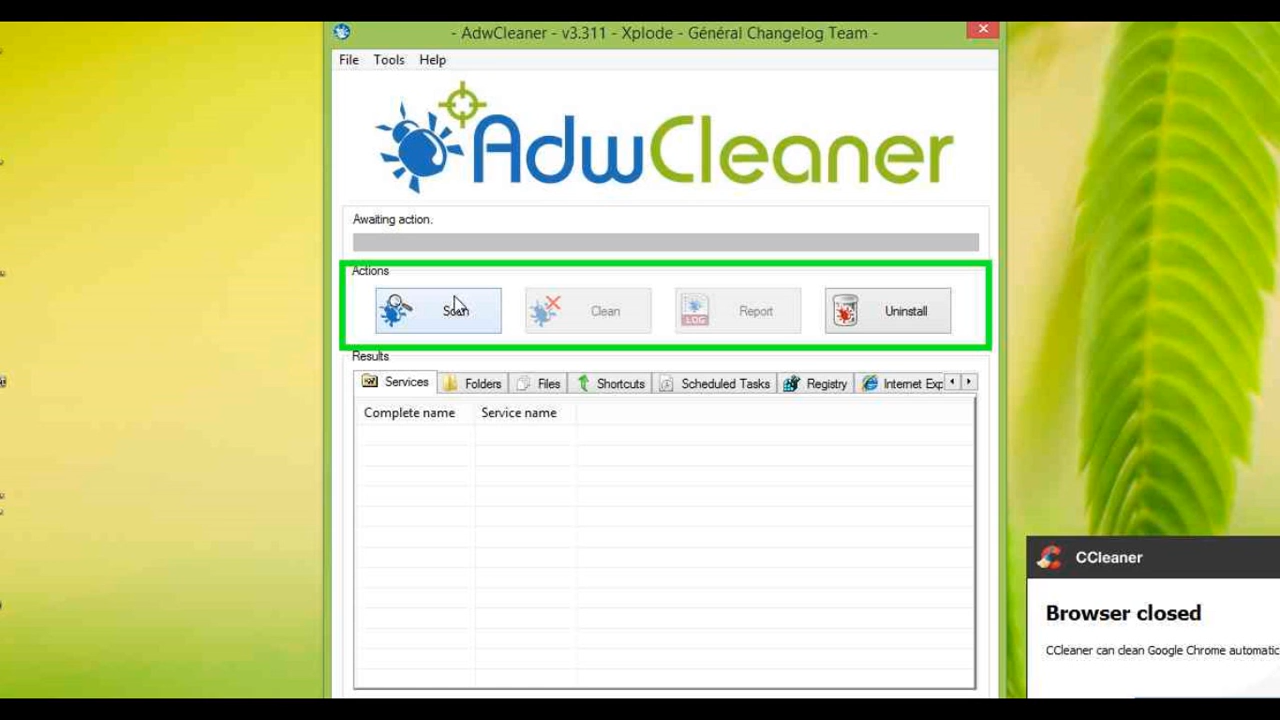 - AdwCleaner - v3.311 - Xplode - Général Changelog Team -
File Tools Help
AdwCleaner
Awaiting action.
Actions
Scan Clean Report Uninstall
LOG
Results
Services Folders Files Shortcuts Scheduled Tasks Registry Internet Exp
Complete name Service name
CCleaner
Browser closed
CCleaner can clean Google Chrome automatic